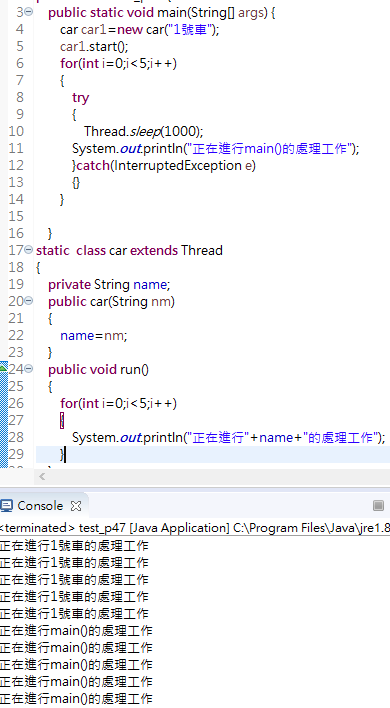 3 public static void main(String[] args) {
4 car car1=new car("1號車");
5 car1.start();
6 for(int i=0;i<5;i++)
7 {
8 try
9 {
10 Thread.sleep(1000);
11 System.out.println("正在進行main()的處理工作");
12 }catch(InterruptedException e)
13 {}
14 }
15
16 }
17 static class car extends Thread
18 {
19 private String name;
20 public car(String nm)
21 {
22 name=nm;
23 }
24 public void run()
25 {
26 for(int i=0;i<5;i++)
27 {
28 System.out.println("正在進行"+name+"的處理工作");
29 }
Console
<terminated> test_p47 [Java Application] C:\Program Files\Java\jre1.8
正在進行1號車的處理工作
正在進行1號車的處理工作
正在進行1號車的處理工作
正在進行1號車的處理工作
正在進行1號車的處理工作
正在進行main()的處理工作
正在進行main()的處理工作
正在進行main()的處理工作
正在進行main()的處理工作
正在進行main()的處理工作